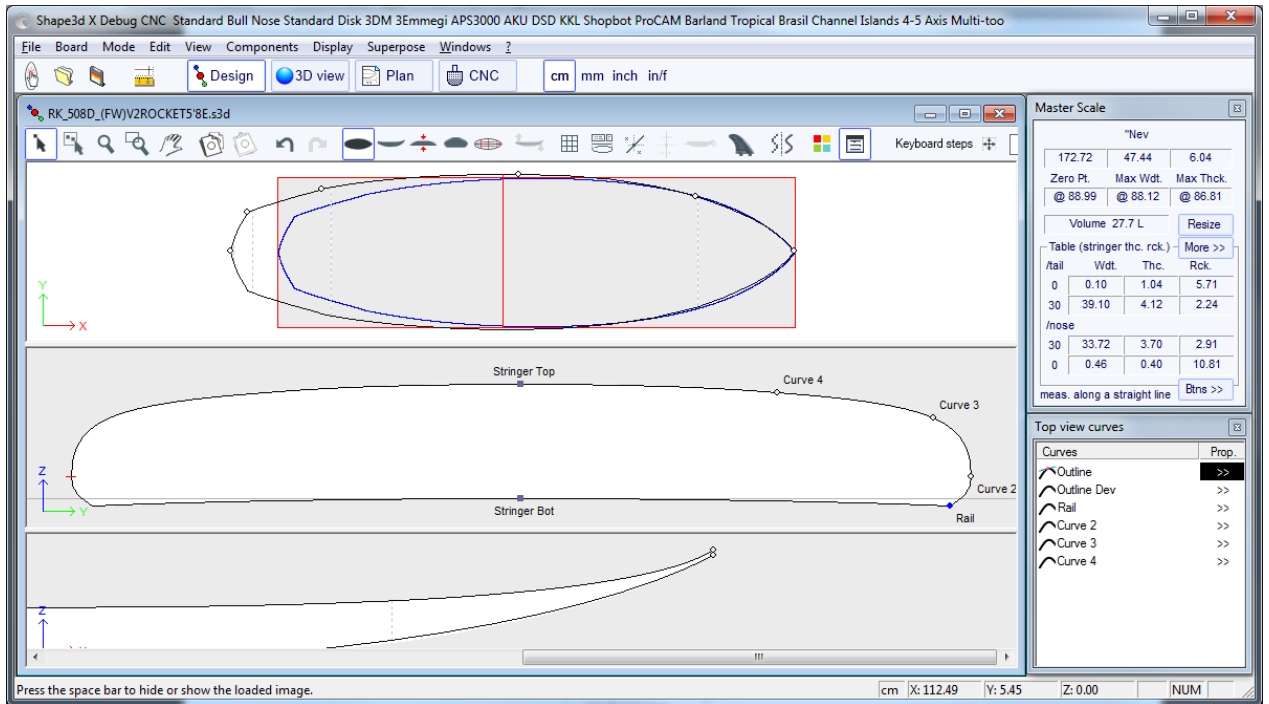 Shape3d X Debug CNC Standard Bull Nose Standard Disk 3DM 3Emmegi APS3000 AKU DSD KKL Shopbot ProCAM Barland Tropical Brasil Channel Islands 4-5 Axis Multi-too
File Board Mode Edit View Components Display Superpose Windows ?
Design 3D view Plan CNC cm mm inch in/f
RK_508D_(FW)V2ROCKET5'8E.s3d
Keyboard steps
Y
X
Stringer Top
Curve 4
Curve 3
Z
Curve 2
Y
Stringer Bot
Rail
Z
Master Scale
"Nev
172.72 47.44 6.04
Zero Pt. Max Wdt. Max Thck.
@ 88.99 @ 88.12 @ 86.81
Volume 27.7 L Resize
Table (stringer thc. rck.) More >>
/tail Wdt. Thc. Rck.
0 0.10 1.04 5.71
30 39.10 4.12 2.24
/nose
30 33.72 3.70 2.91
0 0.46 0.40 10.81
meas. along a straight line Btns >>
Top view curves
Curves Prop.
Outline >>
Outline Dev >>
Rail >>
Curve 2 >>
Curve 3 >>
Curve 4 >>
Press the space bar to hide or show the loaded image. cm X: 112.49 Y: 5.45 Z: 0.00 NUM